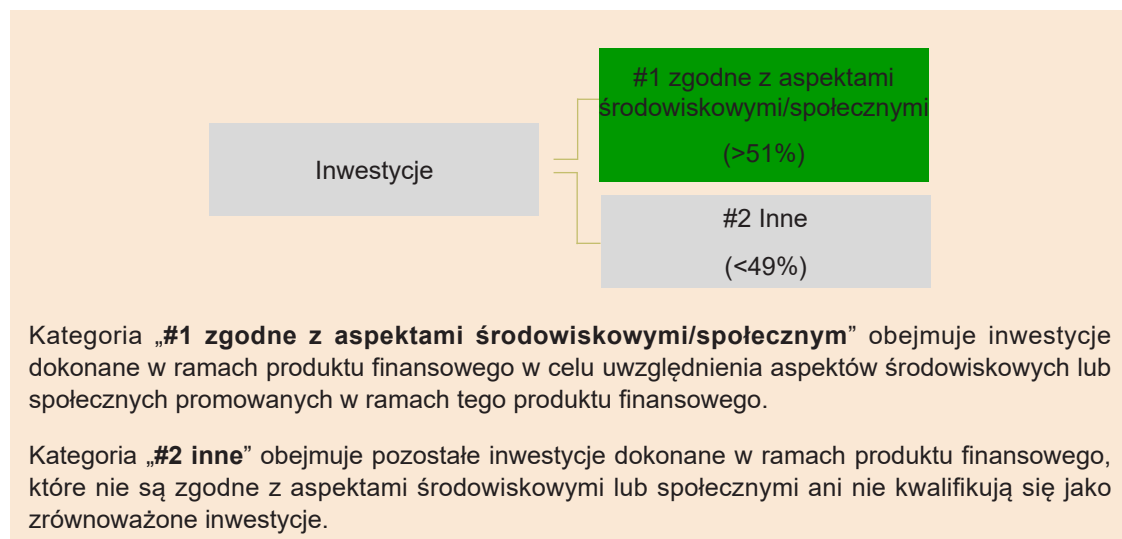 #1 zgodne z aspektami
środowiskowymi/społecznymi
(>51%)
Inwestycje
#2 Inne
(<49%)
Kategoria „#1 zgodne z aspektami środowiskowymi/społecznym” obejmuje inwestycje
dokonane w ramach produktu finansowego w celu uwzględnienia aspektów środowiskowych lub
społecznych promowanych w ramach tego produktu finansowego.
Kategoria „#2 inne” obejmuje pozostałe inwestycje dokonane w ramach produktu finansowego,
które nie są zgodne z aspektami środowiskowymi lub społecznymi ani nie kwalifikują się jako
zrównoważone inwestycje.